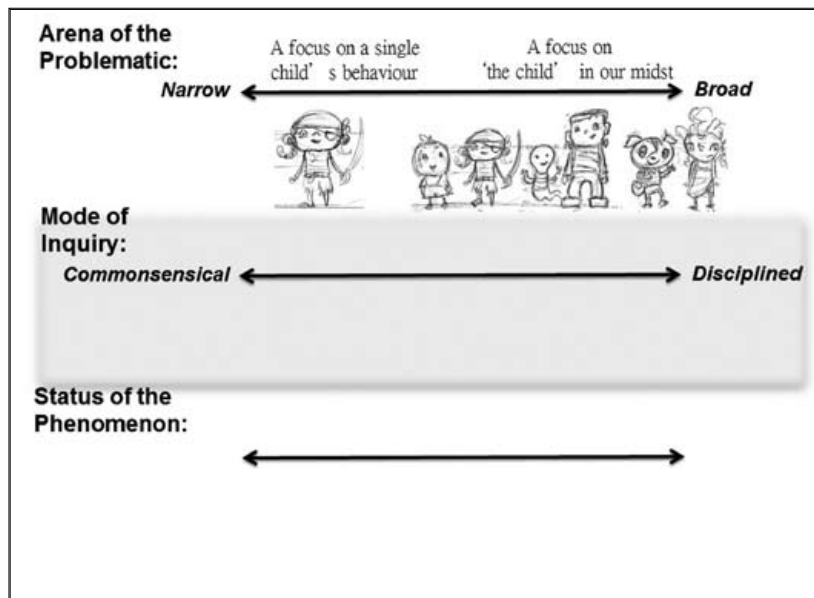 Arena of the
Problematic:
A focus on a single
child’ s behaviour
A focus on
‘the child’ in our midst
Narrow
Broad
Mode of
Inquiry:
Commonsensical
Disciplined
Status of the
Phenomenon: